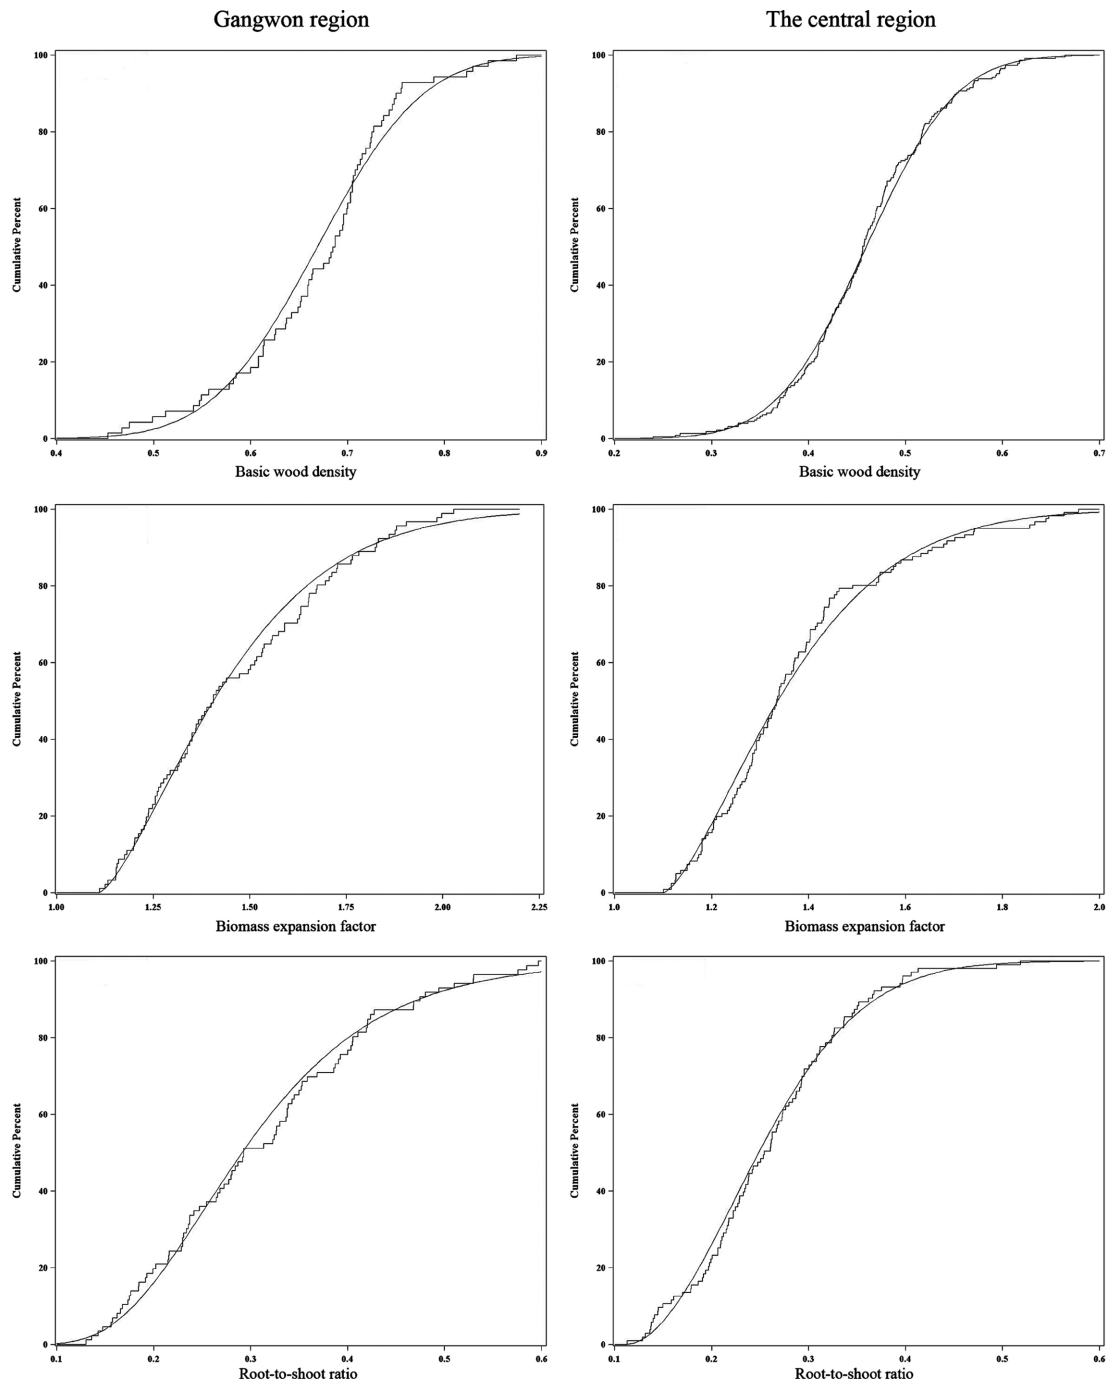 Gangwon region
The central region
100
80
60
40
20
0
Cumulative Percent
0.4 0.5 0.6 0.7 0.8 0.9
Basic wood density
100
80
60
40
20
0
Cumulative Percent
0.2 0.3 0.4 0.5 0.6 0.7
Basic wood density
100
80
60
40
20
0
Cumulative Percent
1.00 1.25 1.50 1.75 2.00 2.25
Biomass expansion factor
100
80
60
40
20
0
Cumulative Percent
1.0 1.2 1.4 1.6 1.8 2.0
Biomass expansion factor
100
80
60
40
20
0
Cumulative Percent
0.1 0.2 0.3 0.4 0.5 0.6
Root-to-shoot ratio
100
80
60
40
20
0
Cumulative Percent
0.1 0.2 0.3 0.4 0.5 0.6
Root-to-shoot ratio